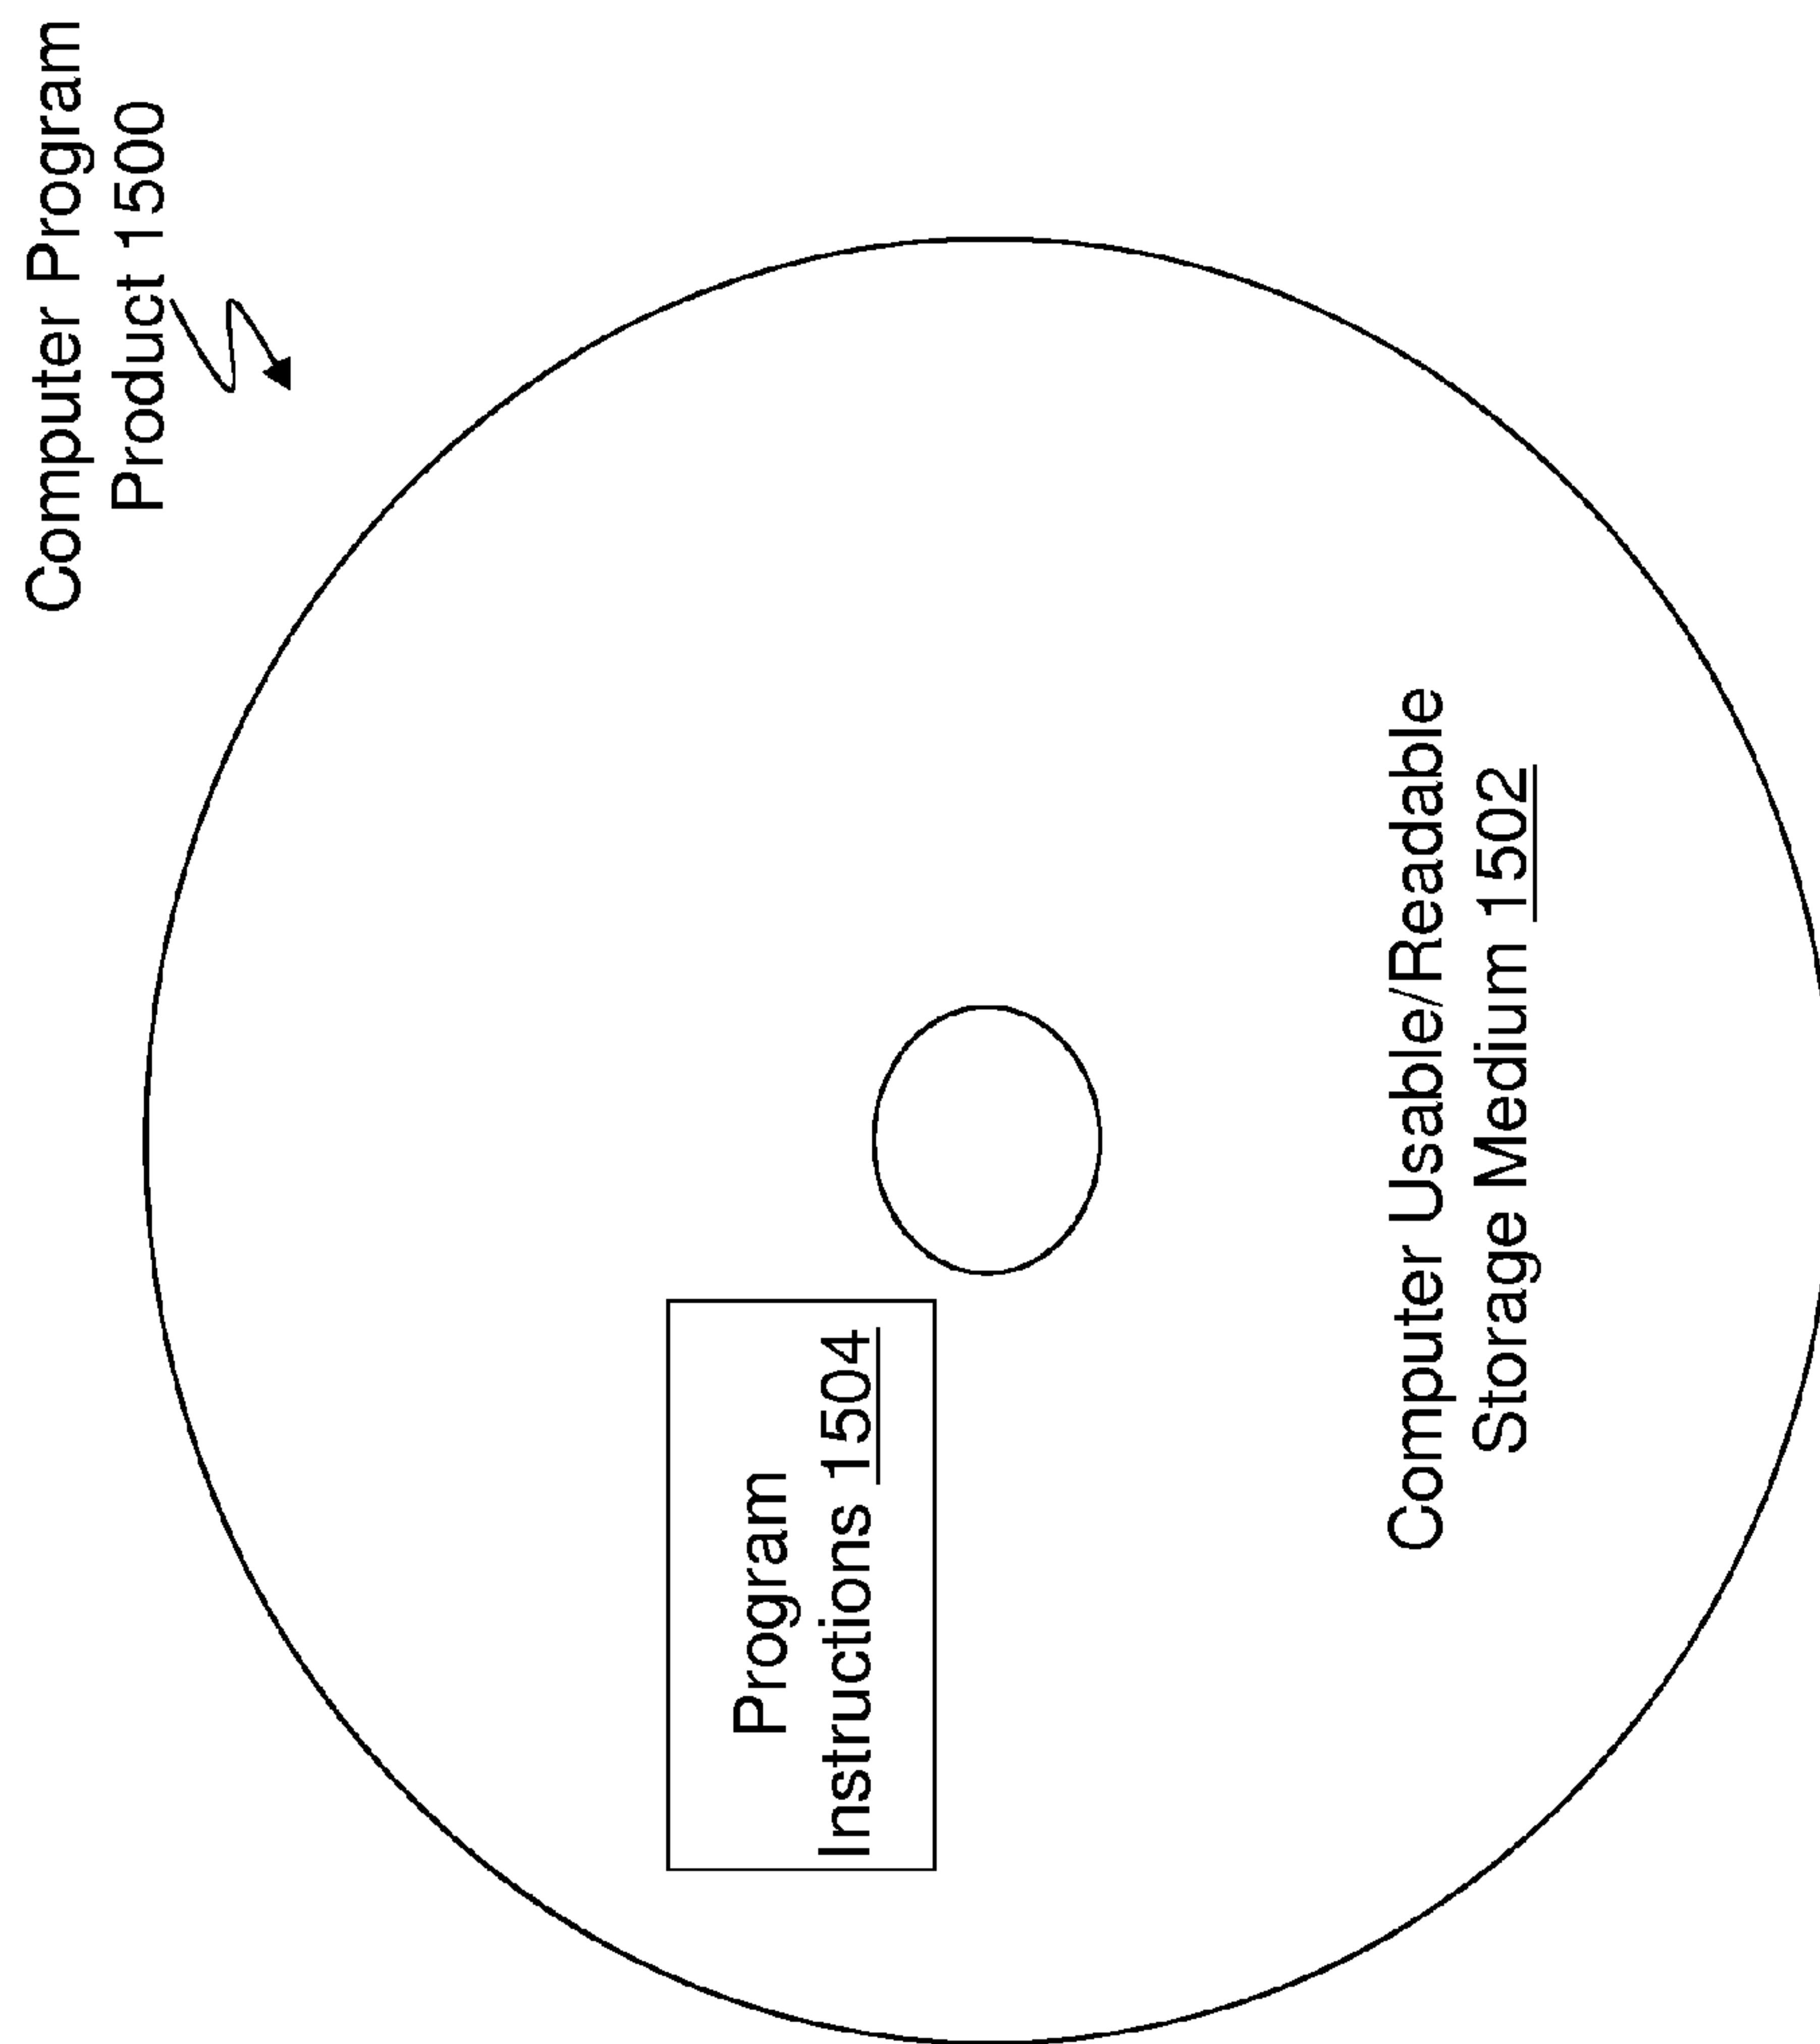 Computer Program
Product 1500
Program
Instructions 1504
Computer Usable/Readable
Storage Medium 1502